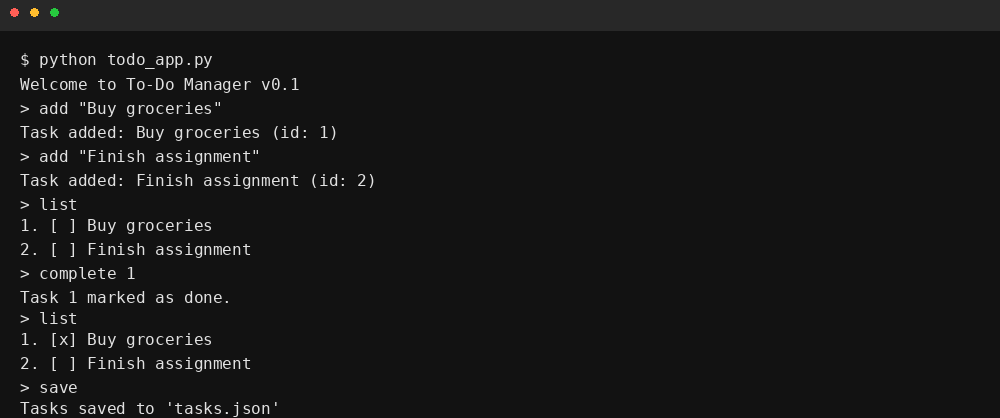 $ python todo_app.py
Welcome to To-Do Manager v0.1
> add "Buy groceries"
Task added: Buy groceries (id: 1)
> add "Finish assignment"
Task added: Finish assignment (id: 2)
> list
1. [ ] Buy groceries
2. [ ] Finish assignment
> complete 1
Task 1 marked as done.
> list
1. [x] Buy groceries
2. [ ] Finish assignment
> save
Tasks saved to 'tasks.json'